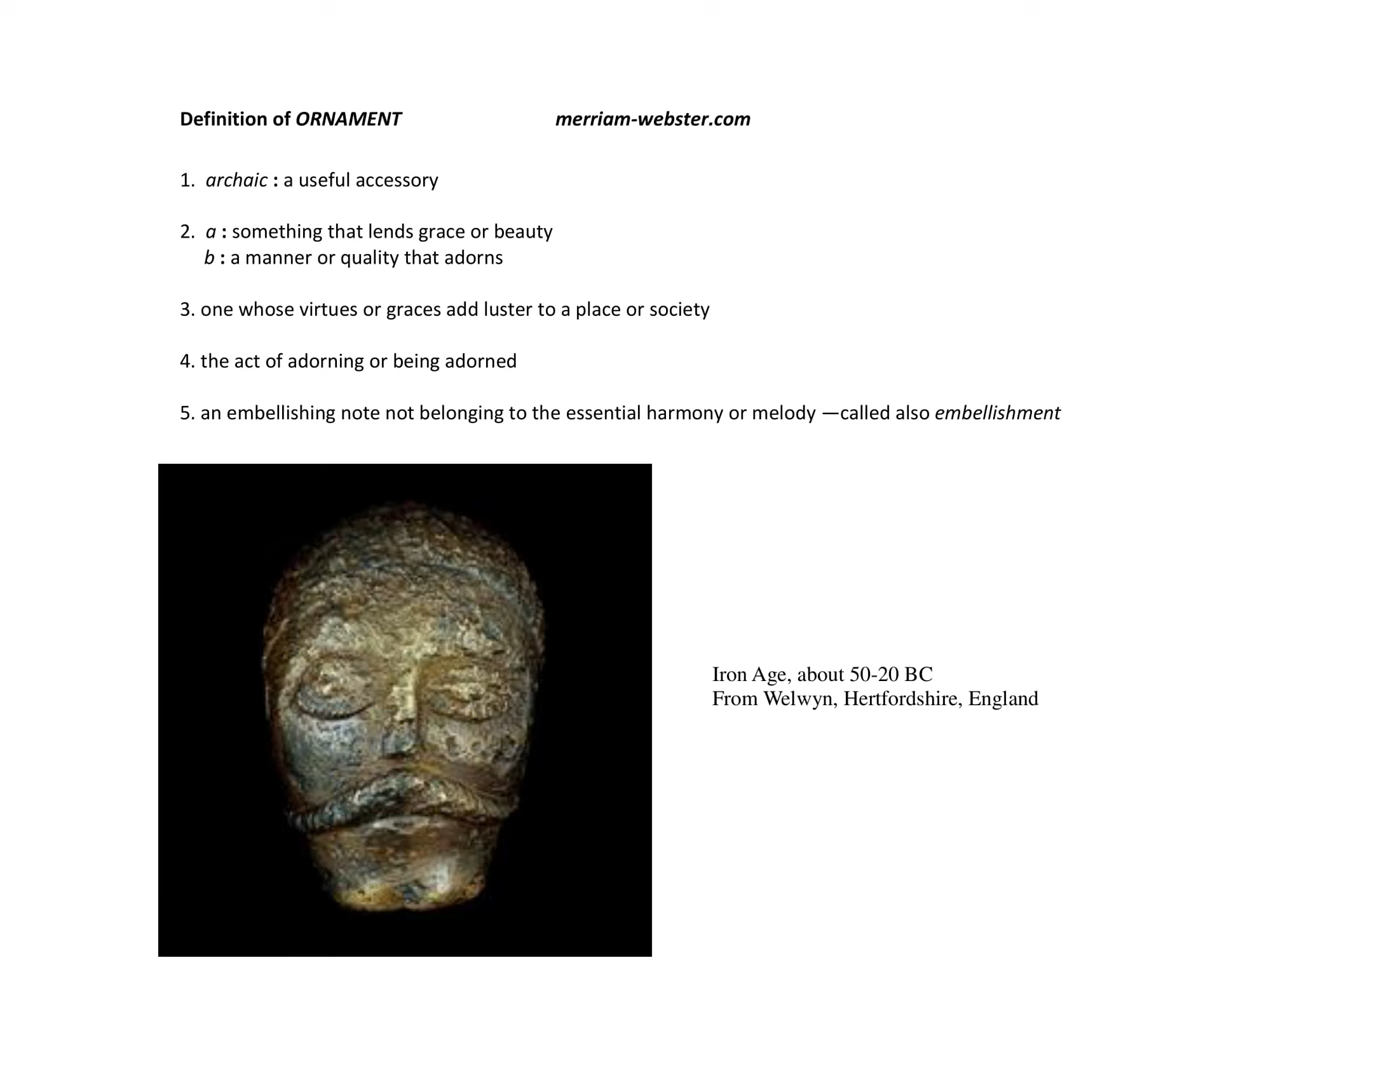 Definition of ORNAMENT merriam-webster.com
1. archaic : a useful accessory
2. a : something that lends grace or beauty
b : a manner or quality that adorns
3. one whose virtues or graces add luster to a place or society
4. the act of adorning or being adorned
5. an embellishing note not belonging to the essential harmony or melody —called also embellishment
Iron Age, about 50-20 BC
From Welwyn, Hertfordshire, England